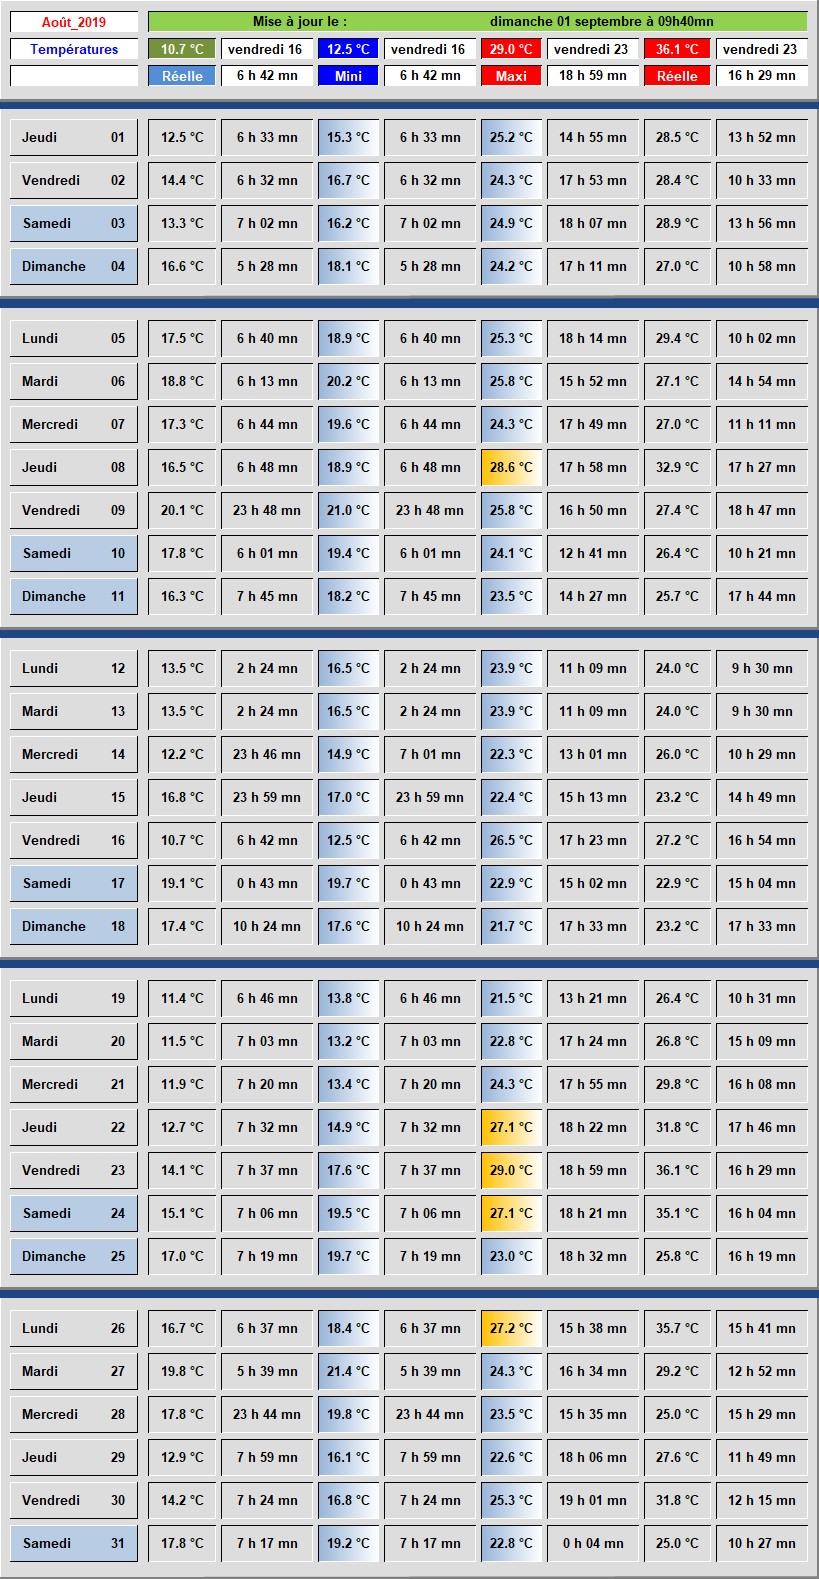 Août_2019 Mise à jour le : dimanche 01 septembre à 09h40mn
Températures 10.7 °C vendredi 16 12.5 °C vendredi 16 29.0 °C vendredi 23 36.1 °C vendredi 23
Réelle 6 h 42 mn Mini 6 h 42 mn Maxi 18 h 59 mn Réelle 16 h 29 mn
Jeudi 01 12.5 °C 6 h 33 mn 15.3 °C 6 h 33 mn 25.2 °C 14 h 55 mn 28.5 °C 13 h 52 mn
Vendredi 02 14.4 °C 6 h 32 mn 16.7 °C 6 h 32 mn 24.3 °C 17 h 53 mn 28.4 °C 10 h 33 mn
Samedi 03 13.3 °C 7 h 02 mn 16.2 °C 7 h 02 mn 24.9 °C 18 h 07 mn 28.9 °C 13 h 56 mn
Dimanche 04 16.6 °C 5 h 28 mn 18.1 °C 5 h 28 mn 24.2 °C 17 h 11 mn 27.0 °C 10 h 58 mn
Lundi 05 17.5 °C 6 h 40 mn 18.9 °C 6 h 40 mn 25.3 °C 18 h 14 mn 29.4 °C 10 h 02 mn
Mardi 06 18.8 °C 6 h 13 mn 20.2 °C 6 h 13 mn 25.8 °C 15 h 52 mn 27.1 °C 14 h 54 mn
Mercredi 07 17.3 °C 6 h 44 mn 19.6 °C 6 h 44 mn 24.3 °C 17 h 49 mn 27.0 °C 11 h 11 mn
Jeudi 08 16.5 °C 6 h 48 mn 18.9 °C 6 h 48 mn 28.6 °C 17 h 58 mn 32.9 °C 17 h 27 mn
Vendredi 09 20.1 °C 23 h 48 mn 21.0 °C 23 h 48 mn 25.8 °C 16 h 50 mn 27.4 °C 18 h 47 mn
Samedi 10 17.8 °C 6 h 01 mn 19.4 °C 6 h 01 mn 24.1 °C 12 h 41 mn 26.4 °C 10 h 21 mn
Dimanche 11 16.3 °C 7 h 45 mn 18.2 °C 7 h 45 mn 23.5 °C 14 h 27 mn 25.7 °C 17 h 44 mn
Lundi 12 13.5 °C 2 h 24 mn 16.5 °C 2 h 24 mn 23.9 °C 11 h 09 mn 24.0 °C 9 h 30 mn
Mardi 13 13.5 °C 2 h 24 mn 16.5 °C 2 h 24 mn 23.9 °C 11 h 09 mn 24.0 °C 9 h 30 mn
Mercredi 14 12.2 °C 23 h 46 mn 14.9 °C 7 h 01 mn 22.3 °C 13 h 01 mn 26.0 °C 10 h 29 mn
Jeudi 15 16.8 °C 23 h 59 mn 17.0 °C 23 h 59 mn 22.4 °C 15 h 13 mn 23.2 °C 14 h 49 mn
Vendredi 16 10.7 °C 6 h 42 mn 12.5 °C 6 h 42 mn 26.5 °C 17 h 23 mn 27.2 °C 16 h 54 mn
Samedi 17 19.1 °C 0 h 43 mn 19.7 °C 0 h 43 mn 22.9 °C 15 h 02 mn 22.9 °C 15 h 04 mn
Dimanche 18 17.4 °C 10 h 24 mn 17.6 °C 10 h 24 mn 21.7 °C 17 h 33 mn 23.2 °C 17 h 33 mn
Lundi 19 11.4 °C 6 h 46 mn 13.8 °C 6 h 46 mn 21.5 °C 13 h 21 mn 26.4 °C 10 h 31 mn
Mardi 20 11.5 °C 7 h 03 mn 13.2 °C 7 h 03 mn 22.8 °C 17 h 24 mn 26.8 °C 15 h 09 mn
Mercredi 21 11.9 °C 7 h 20 mn 13.4 °C 7 h 20 mn 24.3 °C 17 h 55 mn 29.8 °C 16 h 08 mn
Jeudi 22 12.7 °C 7 h 32 mn 14.9 °C 7 h 32 mn 27.1 °C 18 h 22 mn 31.8 °C 17 h 46 mn
Vendredi 23 14.1 °C 7 h 37 mn 17.6 °C 7 h 37 mn 29.0 °C 18 h 59 mn 36.1 °C 16 h 29 mn
Samedi 24 15.1 °C 7 h 06 mn 19.5 °C 7 h 06 mn 27.1 °C 18 h 21 mn 35.1 °C 16 h 04 mn
Dimanche 25 17.0 °C 7 h 19 mn 19.7 °C 7 h 19 mn 23.0 °C 18 h 32 mn 25.8 °C 16 h 19 mn
Lundi 26 16.7 °C 6 h 37 mn 18.4 °C 6 h 37 mn 27.2 °C 15 h 38 mn 35.7 °C 15 h 41 mn
Mardi 27 19.8 °C 5 h 39 mn 21.4 °C 5 h 39 mn 24.3 °C 16 h 34 mn 29.2 °C 12 h 52 mn
Mercredi 28 17.8 °C 23 h 44 mn 19.8 °C 23 h 44 mn 23.5 °C 15 h 35 mn 25.0 °C 15 h 29 mn
Jeudi 29 12.9 °C 7 h 59 mn 16.1 °C 7 h 59 mn 22.6 °C 18 h 06 mn 27.6 °C 11 h 49 mn
Vendredi 30 14.2 °C 7 h 24 mn 16.8 °C 7 h 24 mn 25.3 °C 19 h 01 mn 31.8 °C 12 h 15 mn
Samedi 31 17.8 °C 7 h 17 mn 19.2 °C 7 h 17 mn 22.8 °C 0 h 04 mn 25.0 °C 10 h 27 mn